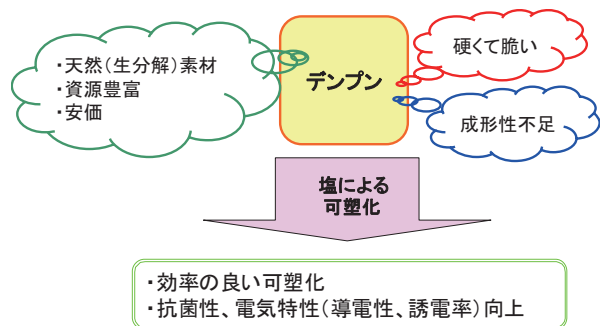 ・天然(生分解)素材
・資源豊富
・安価
デンプン
硬くて脆い
成形性不足
塩による
可塑化
・効率の良い可塑化
・抗菌性、電気特性(導電性、誘電率)向上